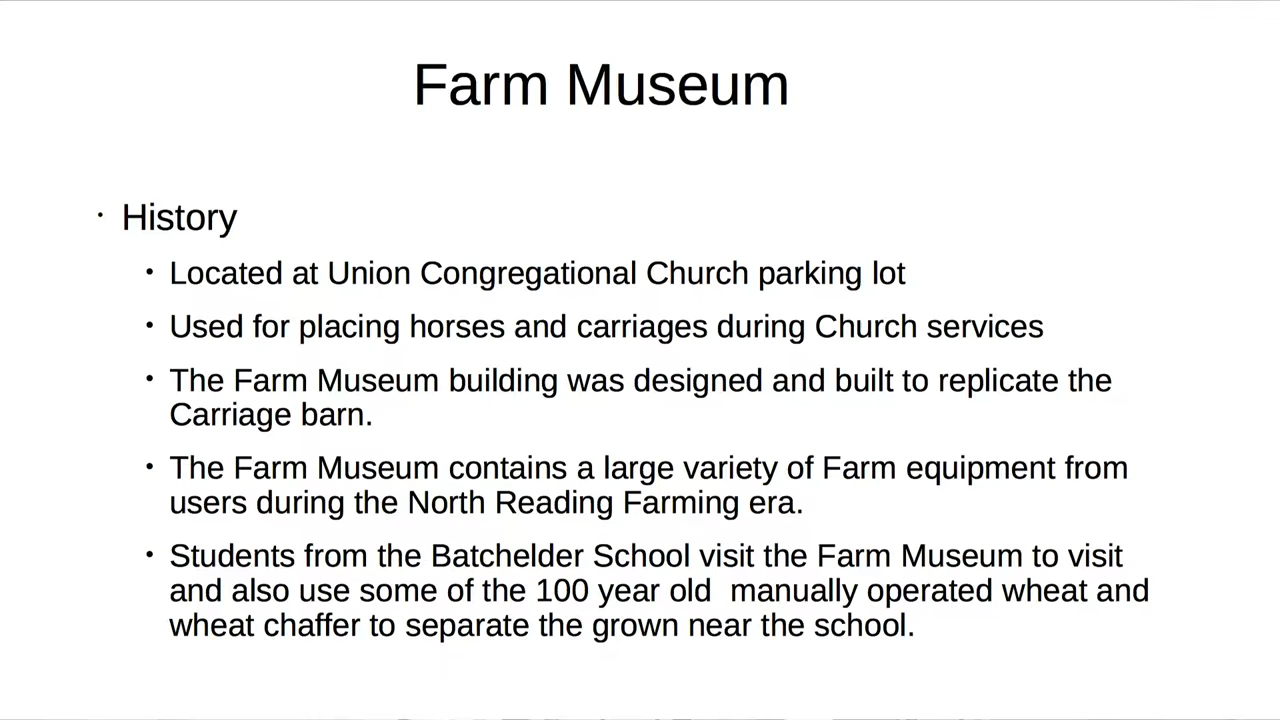 Farm Museum
• History
• Located at Union Congregational Church parking lot
• Used for placing horses and carriages during Church services
• The Farm Museum building was designed and built to replicate the
Carriage barn.
• The Farm Museum contains a large variety of Farm equipment from
users during the North Reading Farming era.
• Students from the Batchelder School visit the Farm Museum to visit
and also use some of the 100 year old  manually operated wheat and
wheat chaffer to separate the grown near the school.